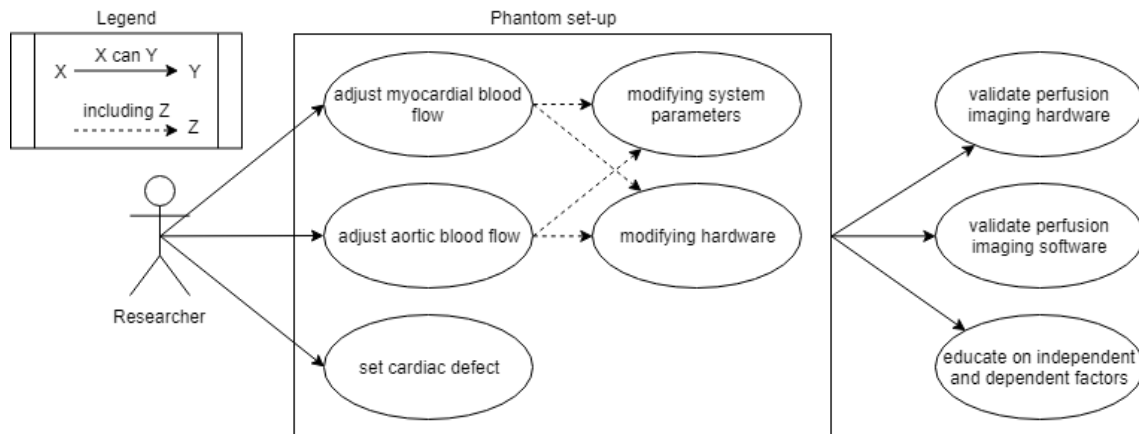 Legend
X can Y
X
Y
including Z
Z
Researcher
Phantom set-up
adjust myocardial blood
flow
adjust aortic blood flow
set cardiac defect
modifying system
parameters
modifying hardware
validate perfusion
imaging hardware
validate perfusion
imaging software
educate on independent
and dependent factors